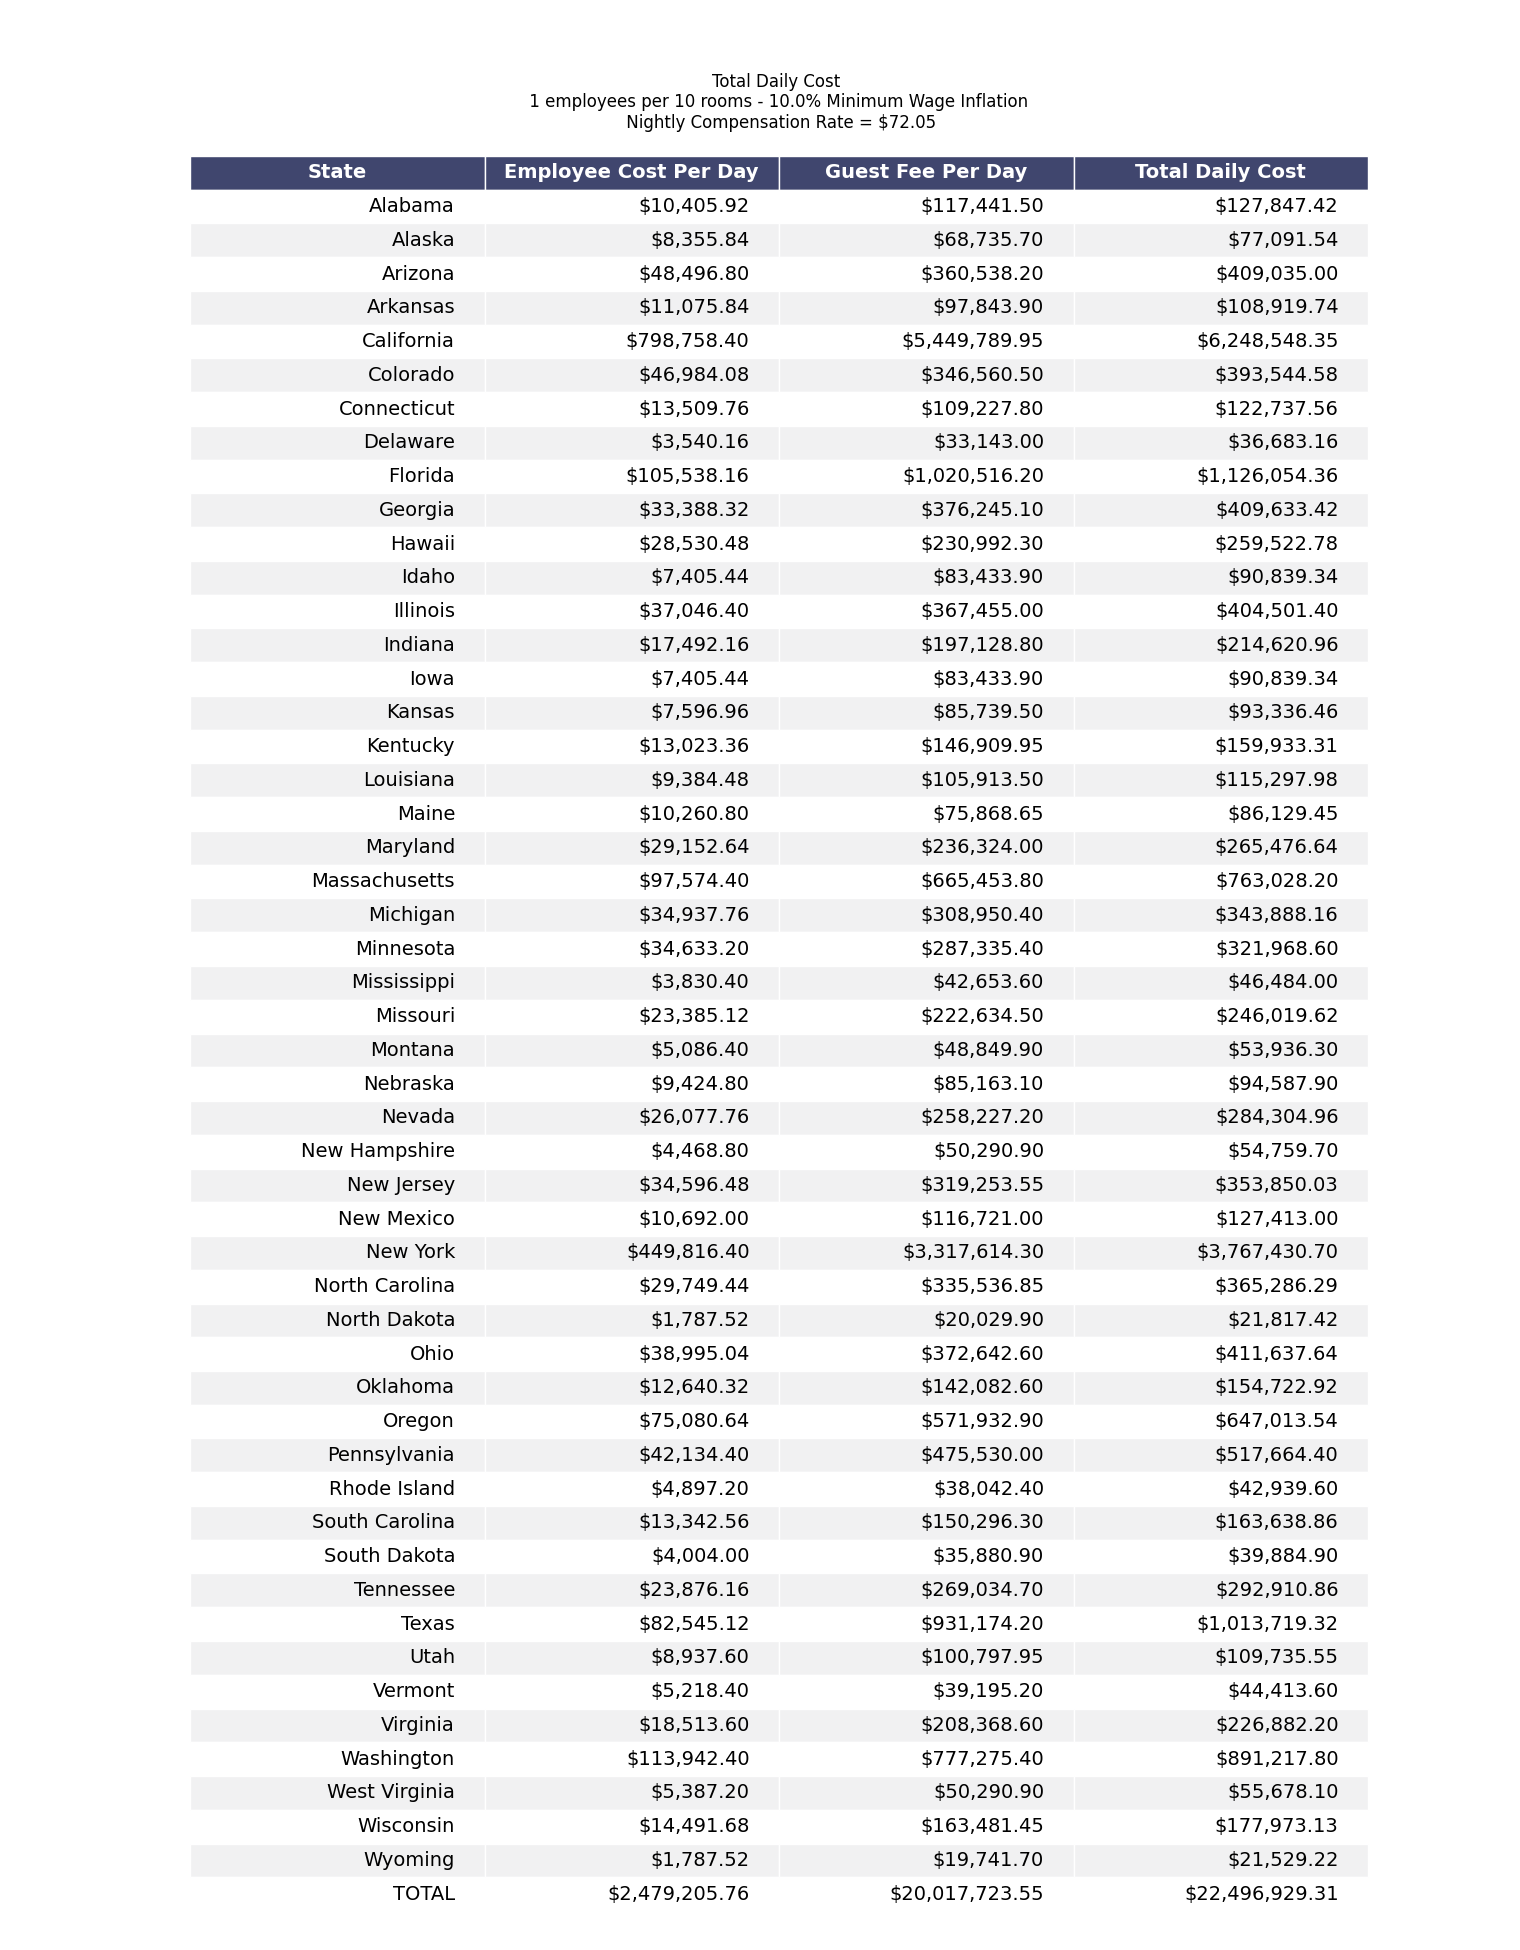 Total Daily Cost
1 employees per 10 rooms - 10.0% Minimum Wage Inflation
Nightly Compensation Rate = $72.05
State Employee Cost Per Day Guest Fee Per Day Total Daily Cost
Alabama $10,405.92 $117,441.50 $127,847.42
Alaska $8,355.84 $68,735.70 $77,091.54
Arizona $48,496.80 $360,538.20 $409,035.00
Arkansas $11,075.84 $97,843.90 $108,919.74
California $798,758.40 $5,449,789.95 $6,248,548.35
Colorado $46,984.08 $346,560.50 $393,544.58
Connecticut $13,509.76 $109,227.80 $122,737.56
Delaware $3,540.16 $33,143.00 $36,683.16
Florida $105,538.16 $1,020,516.20 $1,126,054.36
Georgia $33,388.32 $376,245.10 $409,633.42
Hawaii $28,530.48 $230,992.30 $259,522.78
Idaho $7,405.44 $83,433.90 $90,839.34
Illinois $37,046.40 $367,455.00 $404,501.40
Indiana $17,492.16 $197,128.80 $214,620.96
Iowa $7,405.44 $83,433.90 $90,839.34
Kansas $7,596.96 $85,739.50 $93,336.46
Kentucky $13,023.36 $146,909.95 $159,933.31
Louisiana $9,384.48 $105,913.50 $115,297.98
Maine $10,260.80 $75,868.65 $86,129.45
Maryland $29,152.64 $236,324.00 $265,476.64
Massachusetts $97,574.40 $665,453.80 $763,028.20
Michigan $34,937.76 $308,950.40 $343,888.16
Minnesota $34,633.20 $287,335.40 $321,968.60
Mississippi $3,830.40 $42,653.60 $46,484.00
Missouri $23,385.12 $222,634.50 $246,019.62
Montana $5,086.40 $48,849.90 $53,936.30
Nebraska $9,424.80 $85,163.10 $94,587.90
Nevada $26,077.76 $258,227.20 $284,304.96
New Hampshire $4,468.80 $50,290.90 $54,759.70
New Jersey $34,596.48 $319,253.55 $353,850.03
New Mexico $10,692.00 $116,721.00 $127,413.00
New York $449,816.40 $3,317,614.30 $3,767,430.70
North Carolina $29,749.44 $335,536.85 $365,286.29
North Dakota $1,787.52 $20,029.90 $21,817.42
Ohio $38,995.04 $372,642.60 $411,637.64
Oklahoma $12,640.32 $142,082.60 $154,722.92
Oregon $75,080.64 $571,932.90 $647,013.54
Pennsylvania $42,134.40 $475,530.00 $517,664.40
Rhode Island $4,897.20 $38,042.40 $42,939.60
South Carolina $13,342.56 $150,296.30 $163,638.86
South Dakota $4,004.00 $35,880.90 $39,884.90
Tennessee $23,876.16 $269,034.70 $292,910.86
Texas $82,545.12 $931,174.20 $1,013,719.32
Utah $8,937.60 $100,797.95 $109,735.55
Vermont $5,218.40 $39,195.20 $44,413.60
Virginia $18,513.60 $208,368.60 $226,882.20
Washington $113,942.40 $777,275.40 $891,217.80
West Virginia $5,387.20 $50,290.90 $55,678.10
Wisconsin $14,491.68 $163,481.45 $177,973.13
Wyoming $1,787.52 $19,741.70 $21,529.22
TOTAL $2,479,205.76 $20,017,723.55 $22,496,929.31